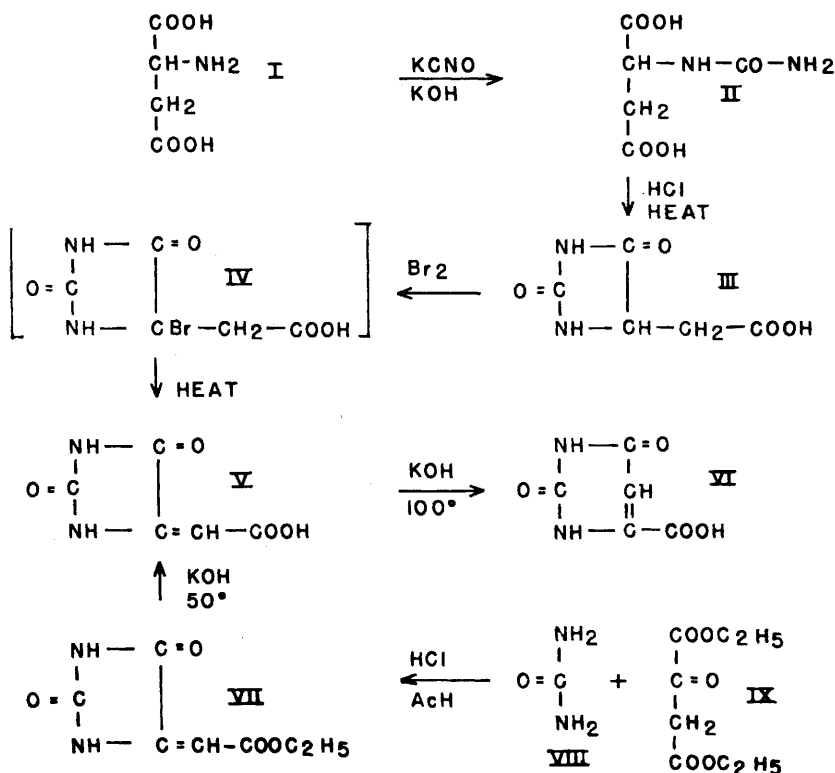 COOH
CH-NH2 I
CH2
COOH
KCNO
KOH
COOH
CH-NH-CO-NH2
II
CH2
COOH
HCl
HEAT
NH-C=O
O=C IV
NH-CBr-CH2-COOH
Br2
NH-C=O
O=C III
NH-CH-CH2-COOH
HEAT
NH-C=O
O=C V
NH-C=CH-COOH
KOH
100°
NH-C=O
O=C CH VI
NH-C-COOH
KOH
50°
NH-C=O
O=C VII
NH-C=CH-COOC2H5
HCl
AcH
NH2
O=C
NH2
VIII
+
COOC2H5
C=O IX
CH2
COOC2H5